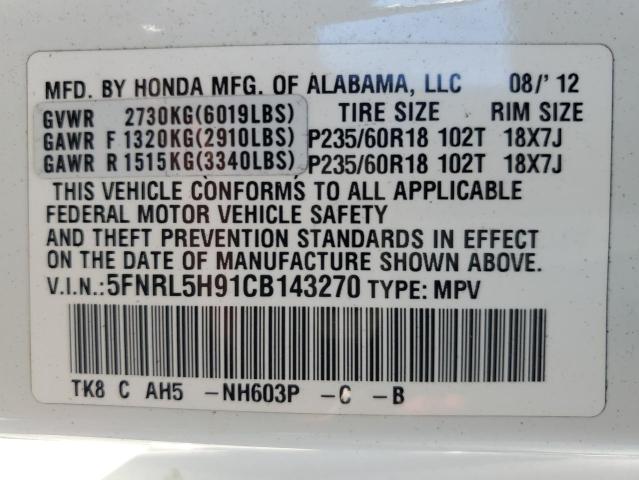 MFD. BY HONDA MFG. OF ALABAMA, LLC 08/'12
GVWR 2730KG(6019LBS) TIRE SIZE RIM SIZE
GAWR F 1320KG(2910LBS) P235/60R18 102T 18X7J
GAWR R 1515KG(3340LBS) P235/60R18 102T 18X7J
THIS VEHICLE CONFORMS TO ALL APPLICABLE
FEDERAL MOTOR VEHICLE SAFETY
AND THEFT PREVENTION STANDARDS IN EFFECT
ON THE DATE OF MANUFACTURE SHOWN ABOVE.
V.I.N.:5FNRL5H91CB143270 TYPE: MPV
TK8 C AH5 -NH603P -C -B